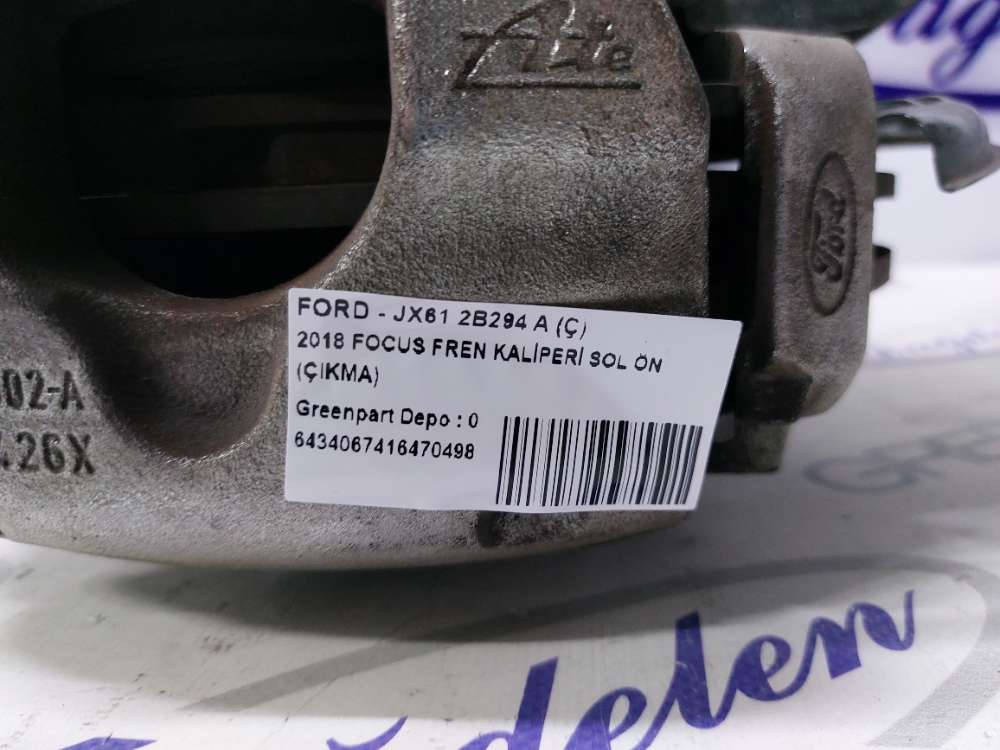 Ate
Ford
FORD - JX61 2B294 A (Ç)
2018 FOCUS FREN KALİPERİ SOL ÖN
(ÇIKMA)
Greenpart Depo : 0
6434067416470498
02-A
.26X